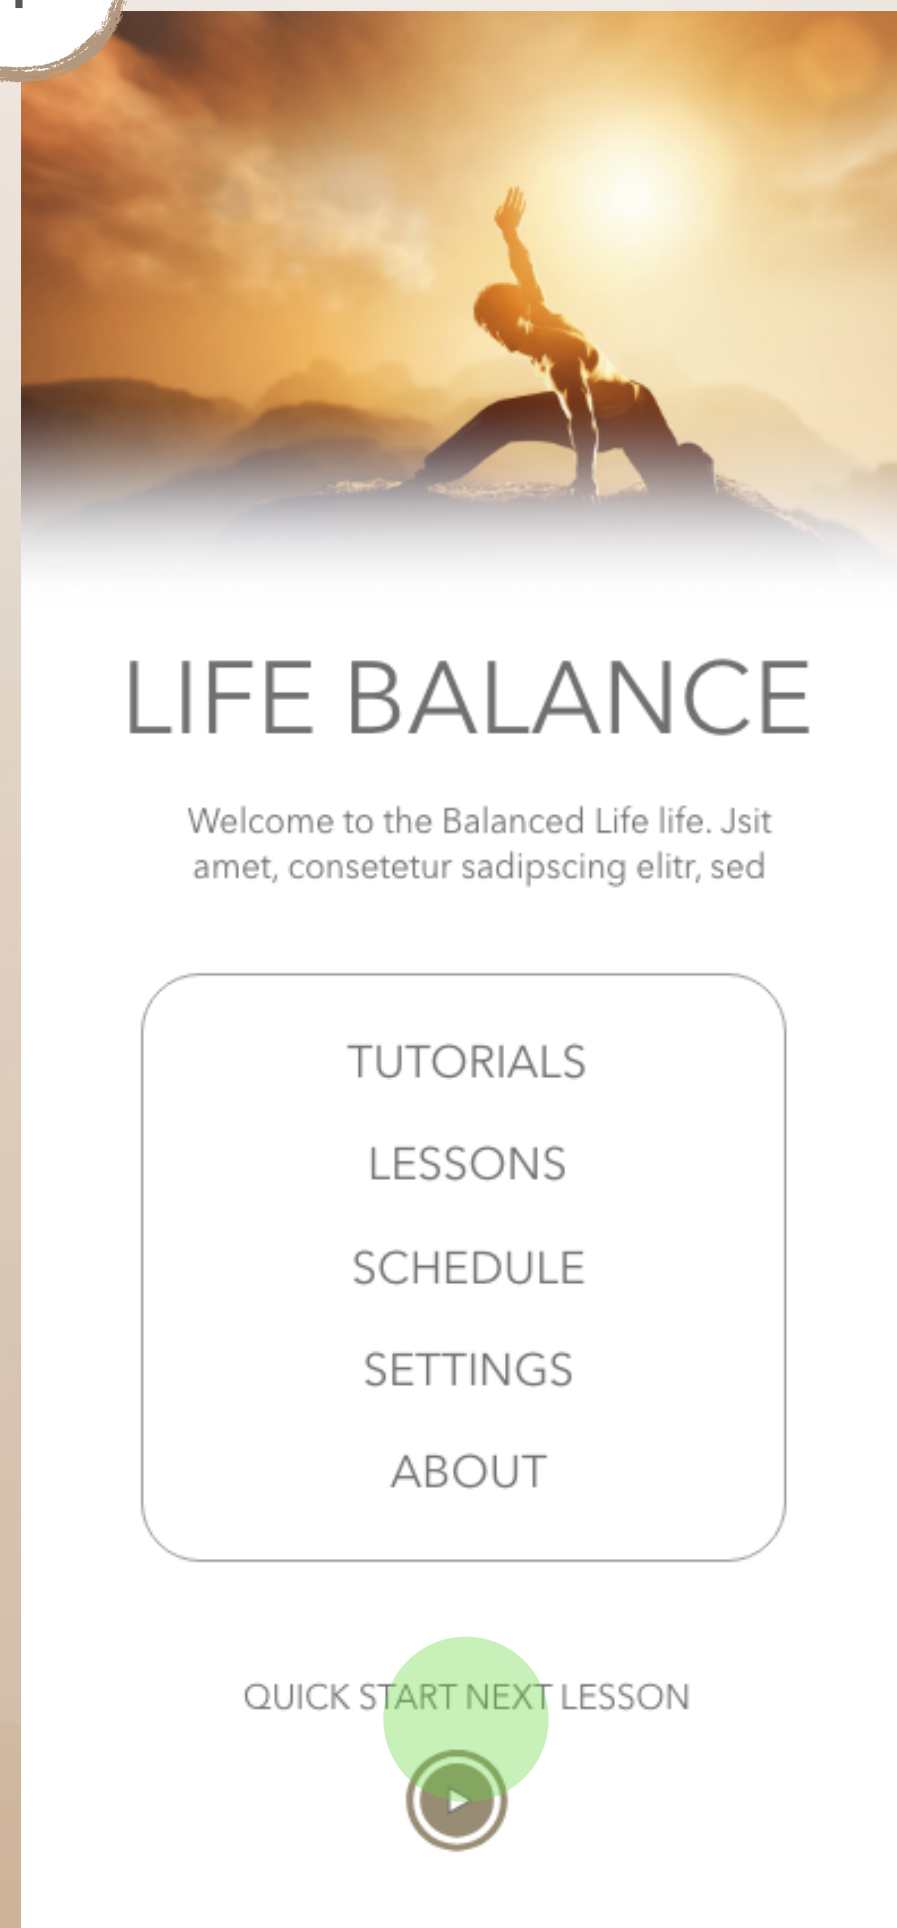 LIFE BALANCE
Welcome to the Balanced Life life. Jsit
amet, consetetur sadipscing elitr, sed
TUTORIALS
LESSONS
SCHEDULE
SETTINGS
ABOUT
QUICK START NEXT LESSON